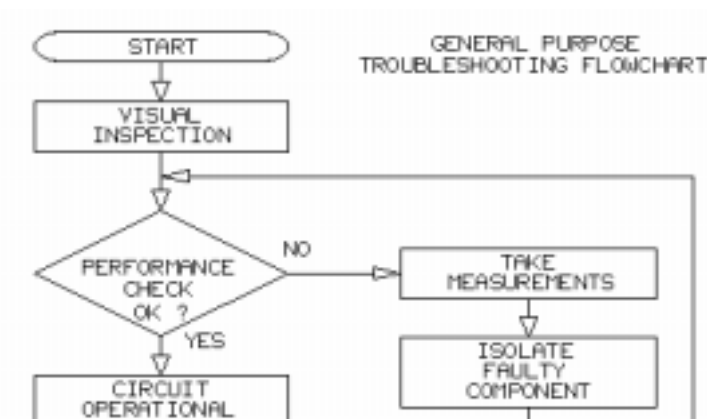 START
GENERAL PURPOSE
TROUBLESHOOTING FLOWCHART
VISUAL
INSPECTION
PERFORMANCE
CHECK
OK ?
NO
YES
TAKE
MEASUREMENTS
ISOLATE
FAULTY
COMPONENT
CIRCUIT
OPERATIONAL